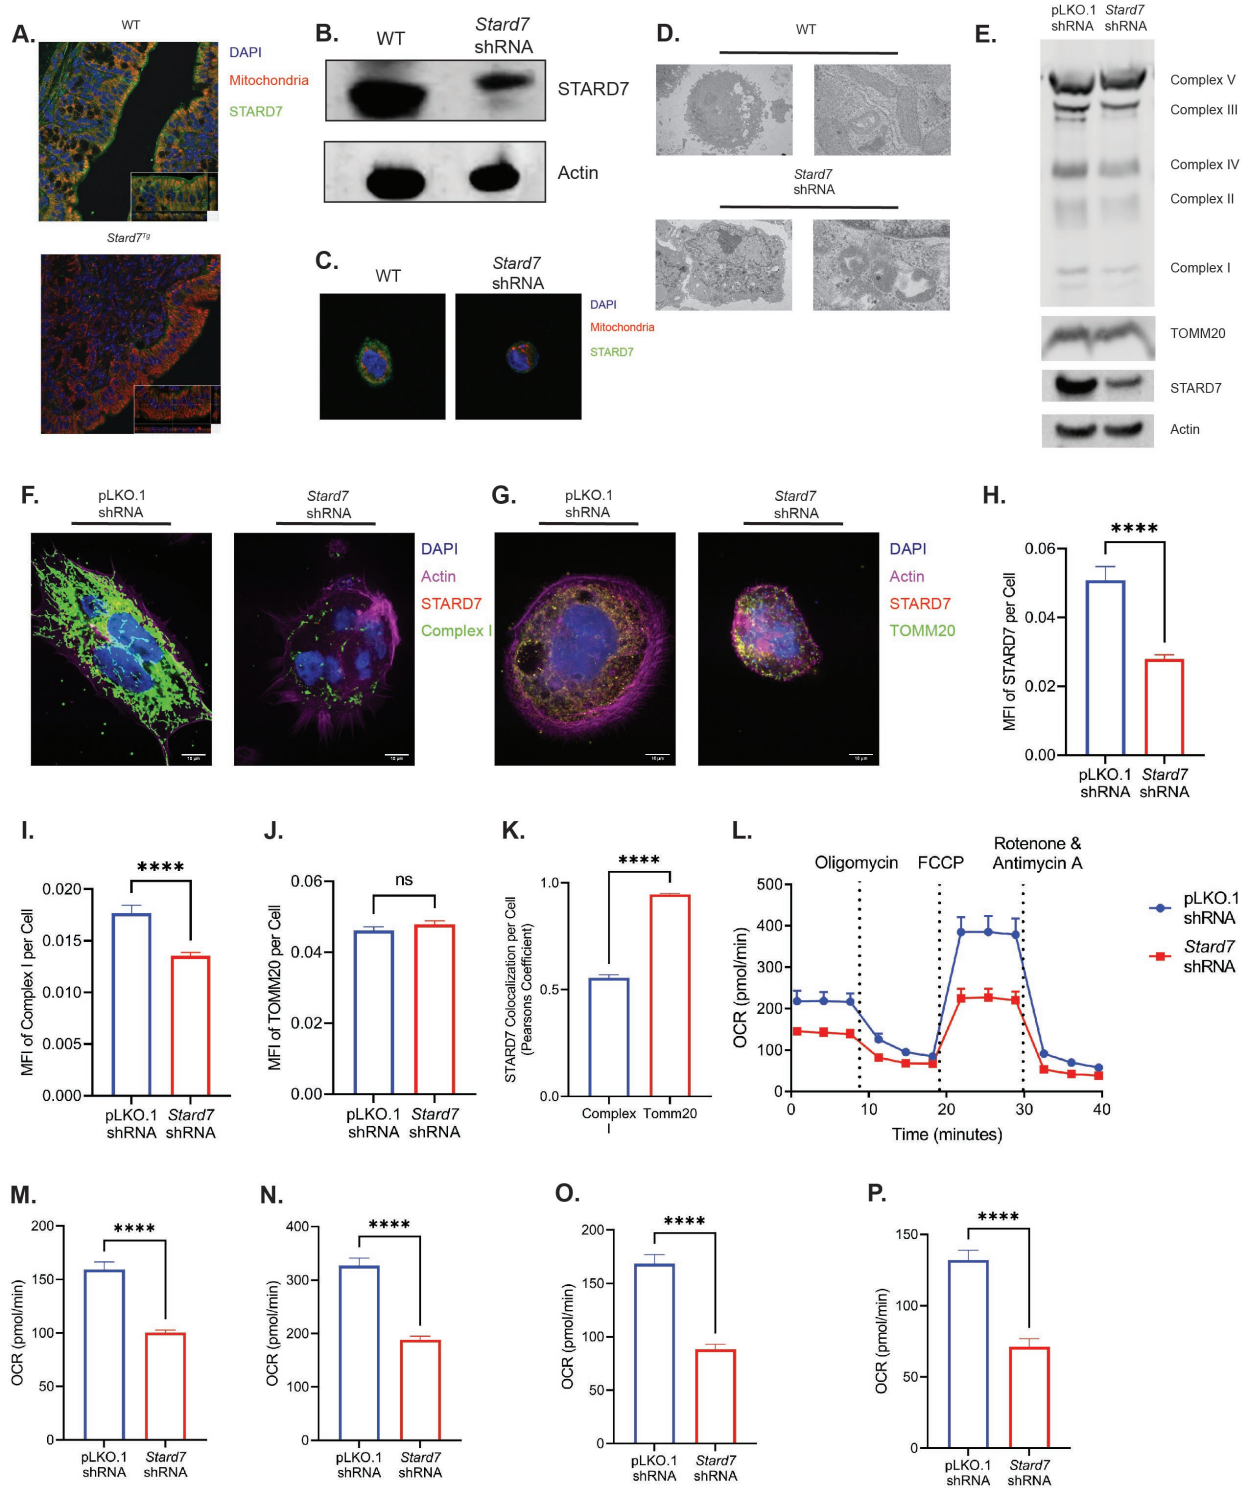 A.
WT
DAPI
Mitochondria
STARD7
Stard7Tg
B.
WT
Stard7
shRNA
STARD7
Actin
C.
WT
Stard7
shRNA
DAPI
Mitochondria
STARD7
D.
WT
Stard7
shRNA
E.
pLKO.1
shRNA
Stard7
shRNA
Complex V
Complex III
Complex IV
Complex II
Complex I
TOMM20
STARD7
Actin
F.
pLKO.1
shRNA
Stard7
shRNA
DAPI
Actin
STARD7
Complex I
10 µm
10 µm
G.
pLKO.1
shRNA
Stard7
shRNA
DAPI
Actin
STARD7
TOMM20
10 µm
10 µm
H.
****
MFI of STARD7 per Cell
0.06
0.04
0.02
0.00
pLKO.1
shRNA
Stard7
shRNA
I.
****
MFI of Complex I per Cell
0.020
0.015
0.010
0.005
0.000
pLKO.1
shRNA
Stard7
shRNA
J.
ns
MFI of TOMM20 per Cell
0.06
0.04
0.02
0.00
pLKO.1
shRNA
Stard7
shRNA
K.
****
STARD7 Colocalization per Cell
(Pearsons Coefficient)
1.0
0.5
0.0
Complex
I
Tomm20
L.
Oligomycin
FCCP
Rotenone &
Antimycin A
OCR (pmol/min)
500
400
300
200
100
0
0 10 20 30 40
Time (minutes)
pLKO.1
shRNA
Stard7
shRNA
M.
****
OCR (pmol/min)
200
150
100
50
0
pLKO.1
shRNA
Stard7
shRNA
N.
****
OCR (pmol/min)
400
300
200
100
0
pLKO.1
shRNA
Stard7
shRNA
O.
****
OCR (pmol/min)
200
150
100
50
0
pLKO.1
shRNA
Stard7
shRNA
P.
****
OCR (pmol/min)
150
100
50
0
pLKO.1
shRNA
Stard7
shRNA